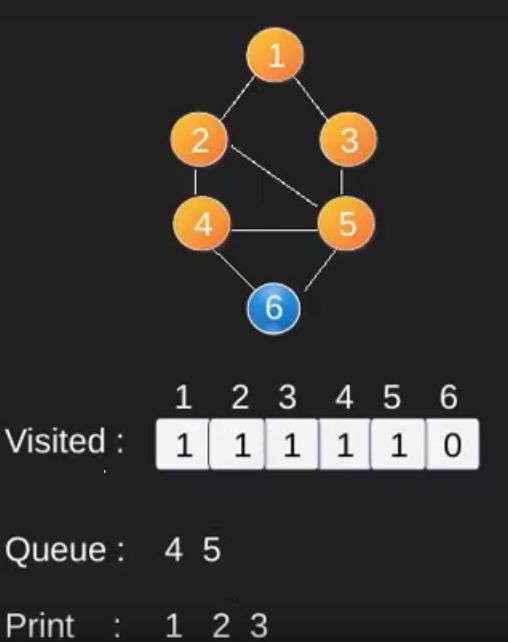 1
2 3
4 5
6
1 2 3 4 5 6
Visited : 1 1 1 1 1 0
Queue : 4 5
Print : 1 2 3